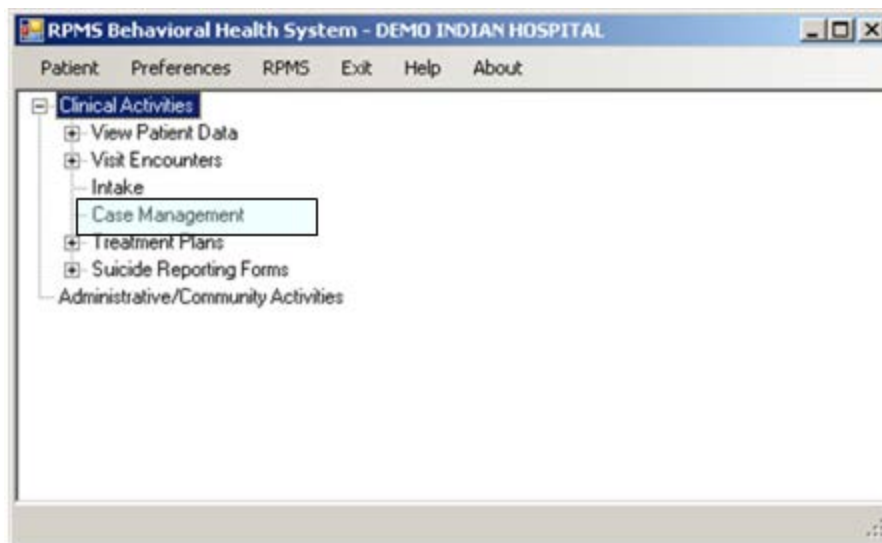 RPMS Behavioral Health System - DEMO INDIAN HOSPITAL
Patient Preferences RPMS Exit Help About
Clinical Activities
View Patient Data
Visit Encounters
Intake
Case Management
Treatment Plans
Suicide Reporting Forms
Administrative/Community Activities